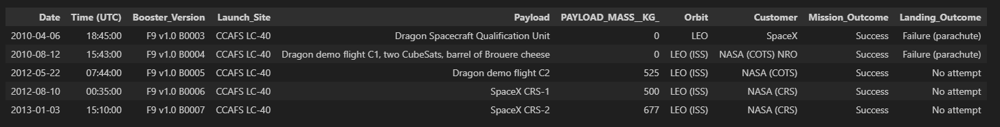 Date Time (UTC) Booster_Version Launch_Site Payload PAYLOAD_MASS__KG_ Orbit Customer Mission_Outcome Landing_Outcome
2010-04-06 18:45:00 F9 v1.0 B0003 CCAFS LC-40 Dragon Spacecraft Qualification Unit 0 LEO SpaceX Success Failure (parachute)
2010-08-12 15:43:00 F9 v1.0 B0004 CCAFS LC-40 Dragon demo flight C1, two CubeSats, barrel of Brouere cheese 0 LEO (ISS) NASA (COTS) NRO Success Failure (parachute)
2012-05-22 07:44:00 F9 v1.0 B0005 CCAFS LC-40 Dragon demo flight C2 525 LEO (ISS) NASA (COTS) Success No attempt
2012-08-10 00:35:00 F9 v1.0 B0006 CCAFS LC-40 SpaceX CRS-1 500 LEO (ISS) NASA (CRS) Success No attempt
2013-01-03 15:10:00 F9 v1.0 B0007 CCAFS LC-40 SpaceX CRS-2 677 LEO (ISS) NASA (CRS) Success No attempt